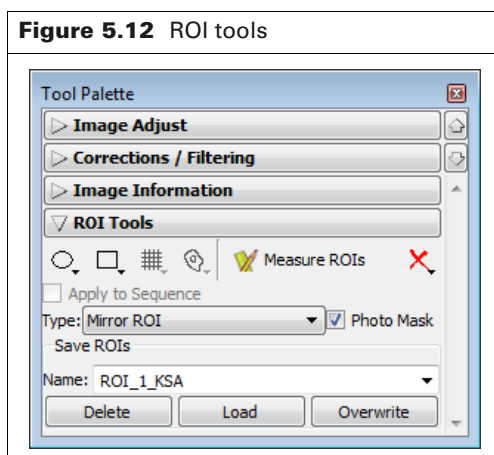 Figure 5.12 ROI tools
Tool Palette
Image Adjust
Corrections / Filtering
Image Information
ROI Tools
Measure ROIs
Apply to Sequence
Type: Mirror ROI Photo Mask
Save ROIs
Name: ROI_1_KSA
Delete Load Overwrite